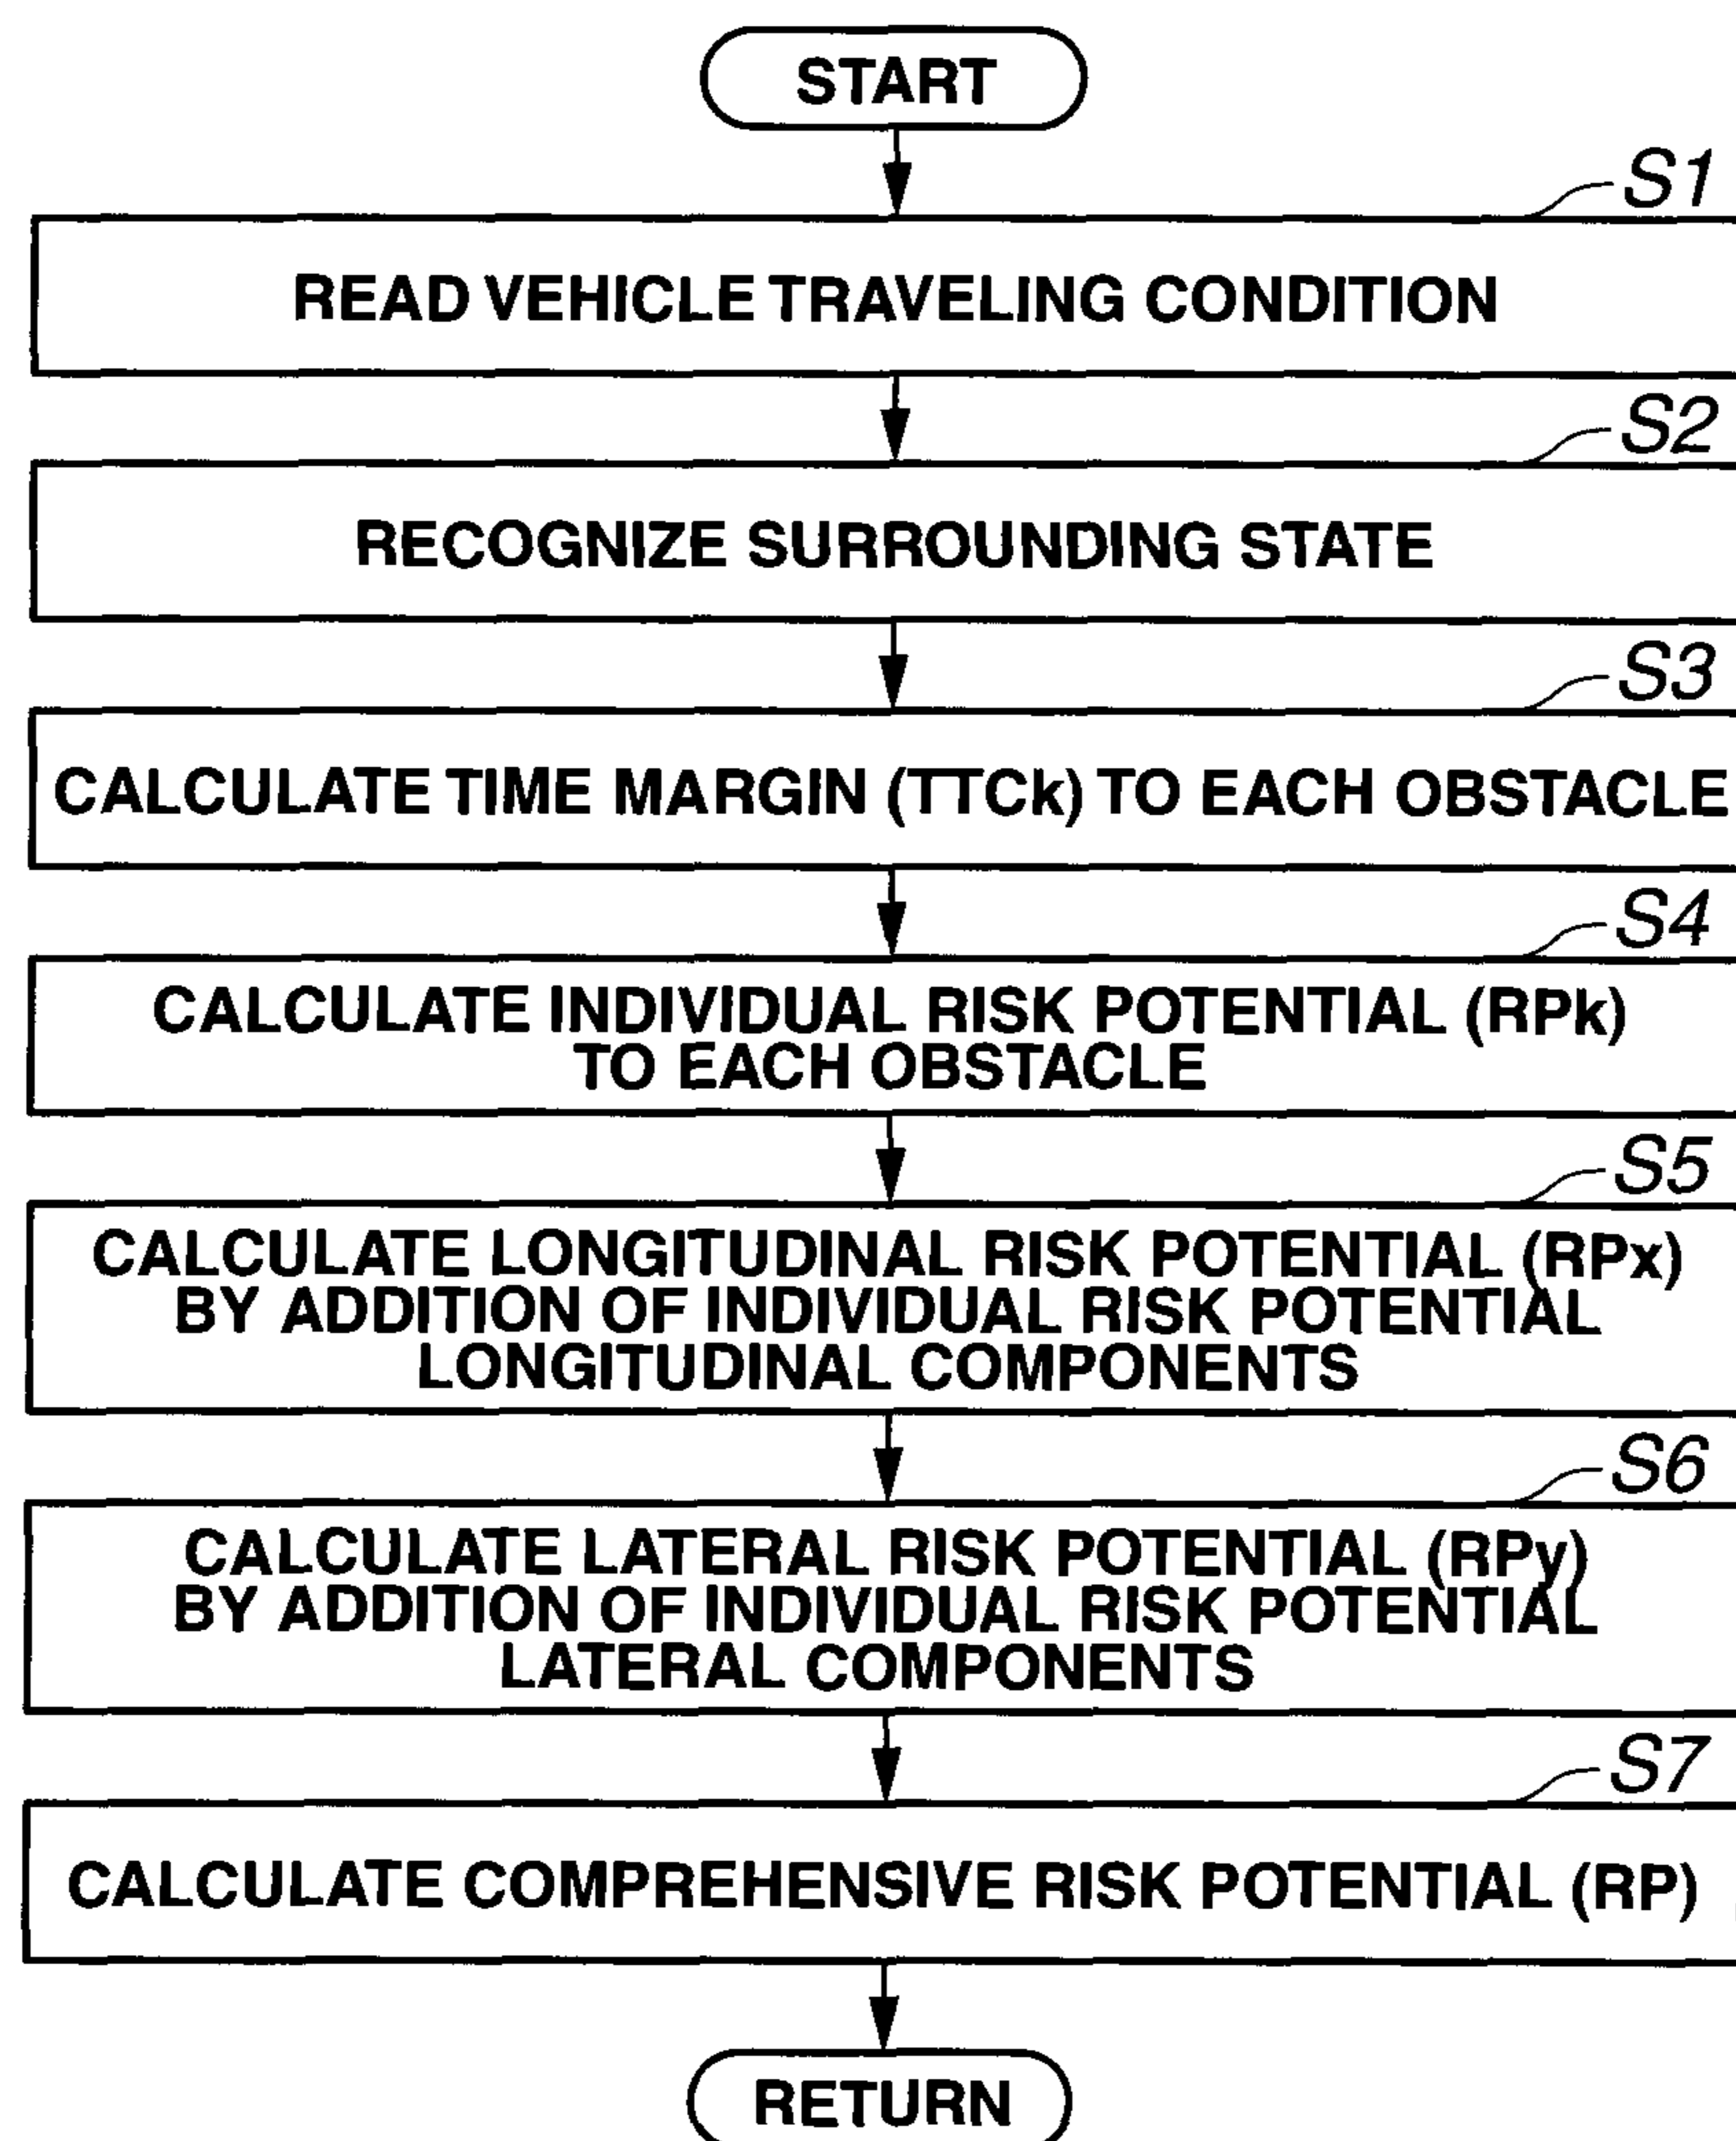 START
S1
READ VEHICLE TRAVELING CONDITION
S2
RECOGNIZE SURROUNDING STATE
S3
CALCULATE TIME MARGIN (TTCk) TO EACH OBSTACLE
S4
CALCULATE INDIVIDUAL RISK POTENTIAL (RPk)
TO EACH OBSTACLE
S5
CALCULATE LONGITUDINAL RISK POTENTIAL (RPx)
BY ADDITION OF INDIVIDUAL RISK POTENTIAL
LONGITUDINAL COMPONENTS
S6
CALCULATE LATERAL RISK POTENTIAL (RPy)
BY ADDITION OF INDIVIDUAL RISK POTENTIAL
LATERAL COMPONENTS
S7
CALCULATE COMPREHENSIVE RISK POTENTIAL (RP)
RETURN